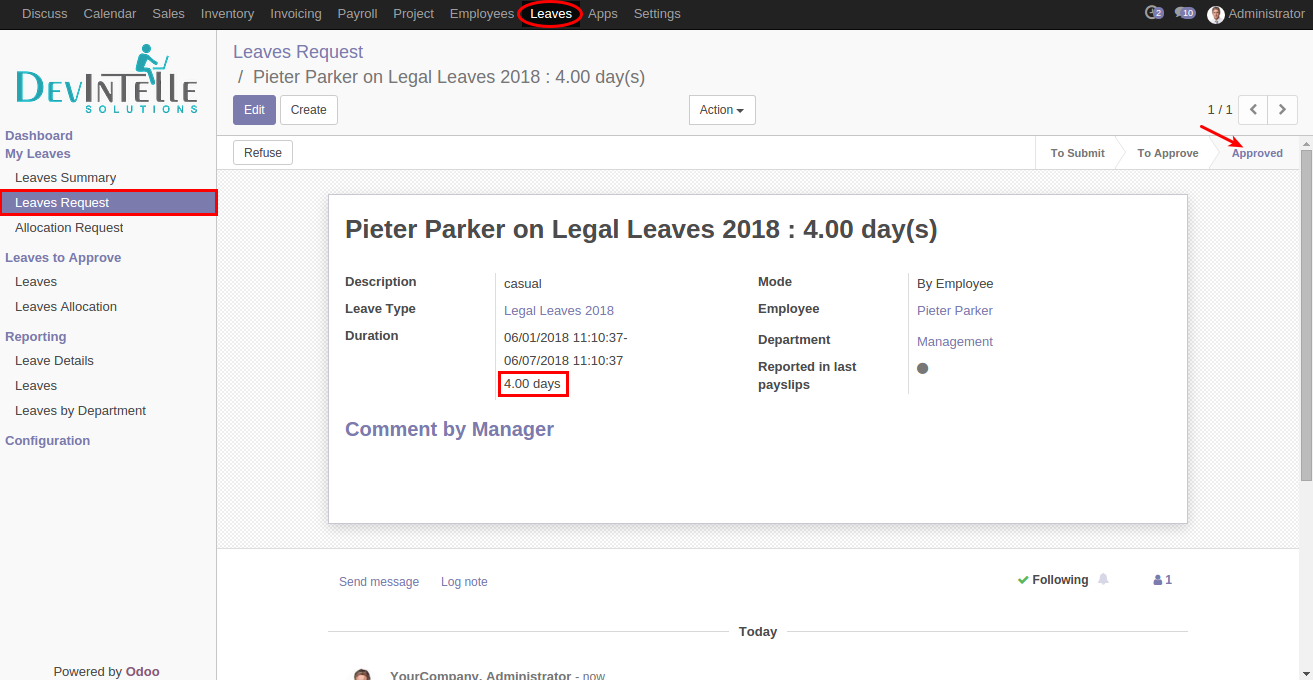 Discuss Calendar Sales Inventory Invoicing Payroll Project Employees Leaves Apps Settings 2 10 Administrator
DEVINTELLE
SOLUTIONS
Dashboard
My Leaves
Leaves Summary
Leaves Request
Allocation Request
Leaves to Approve
Leaves
Leaves Allocation
Reporting
Leave Details
Leaves
Leaves by Department
Configuration
Powered by Odoo
Leaves Request
/ Pieter Parker on Legal Leaves 2018 : 4.00 day(s)
Edit Create Action 1 / 1
Refuse To Submit To Approve Approved
Pieter Parker on Legal Leaves 2018 : 4.00 day(s)
Description casual
Leave Type Legal Leaves 2018
Duration 06/01/2018 11:10:37-
06/07/2018 11:10:37
4.00 days
Mode By Employee
Employee Pieter Parker
Department Management
Reported in last
payslips
Comment by Manager
Send message Log note Following 1
Today
YourCompany, Administrator - now